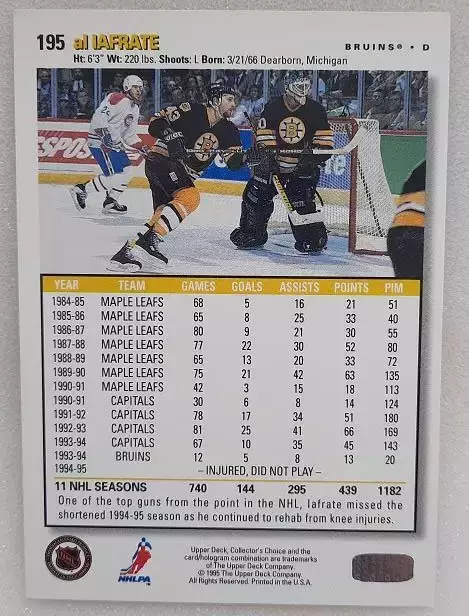 195 al IAFRATE
BRUINS® • D
Ht: 6'3" Wt: 220 lbs. Shoots: L Born: 3/21/66 Dearborn, Michigan
YEAR TEAM GAMES GOALS ASSISTS POINTS PIM
1984-85 MAPLE LEAFS 68 5 16 21 51
1985-86 MAPLE LEAFS 65 8 25 33 40
1986-87 MAPLE LEAFS 80 9 21 30 55
1987-88 MAPLE LEAFS 77 22 30 52 80
1988-89 MAPLE LEAFS 65 13 20 33 72
1989-90 MAPLE LEAFS 75 21 42 63 135
1990-91 MAPLE LEAFS 42 3 15 18 113
1990-91 CAPITALS 30 6 8 14 124
1991-92 CAPITALS 78 17 34 51 180
1992-93 CAPITALS 81 25 41 66 169
1993-94 CAPITALS 67 10 35 45 143
1993-94 BRUINS 12 5 8 13 20
1994-95 – INJURED, DID NOT PLAY –
11 NHL SEASONS 740 144 295 439 1182
One of the top guns from the point in the NHL, Iafrate missed the
shortened 1994-95 season as he continued to rehab from knee injuries.
NHLPA
Upper Deck, Collector's Choice and the
card/hologram combination are trademarks
of The Upper Deck Company.
© 1995 The Upper Deck Company.
All Rights Reserved. Printed in the U.S.A.